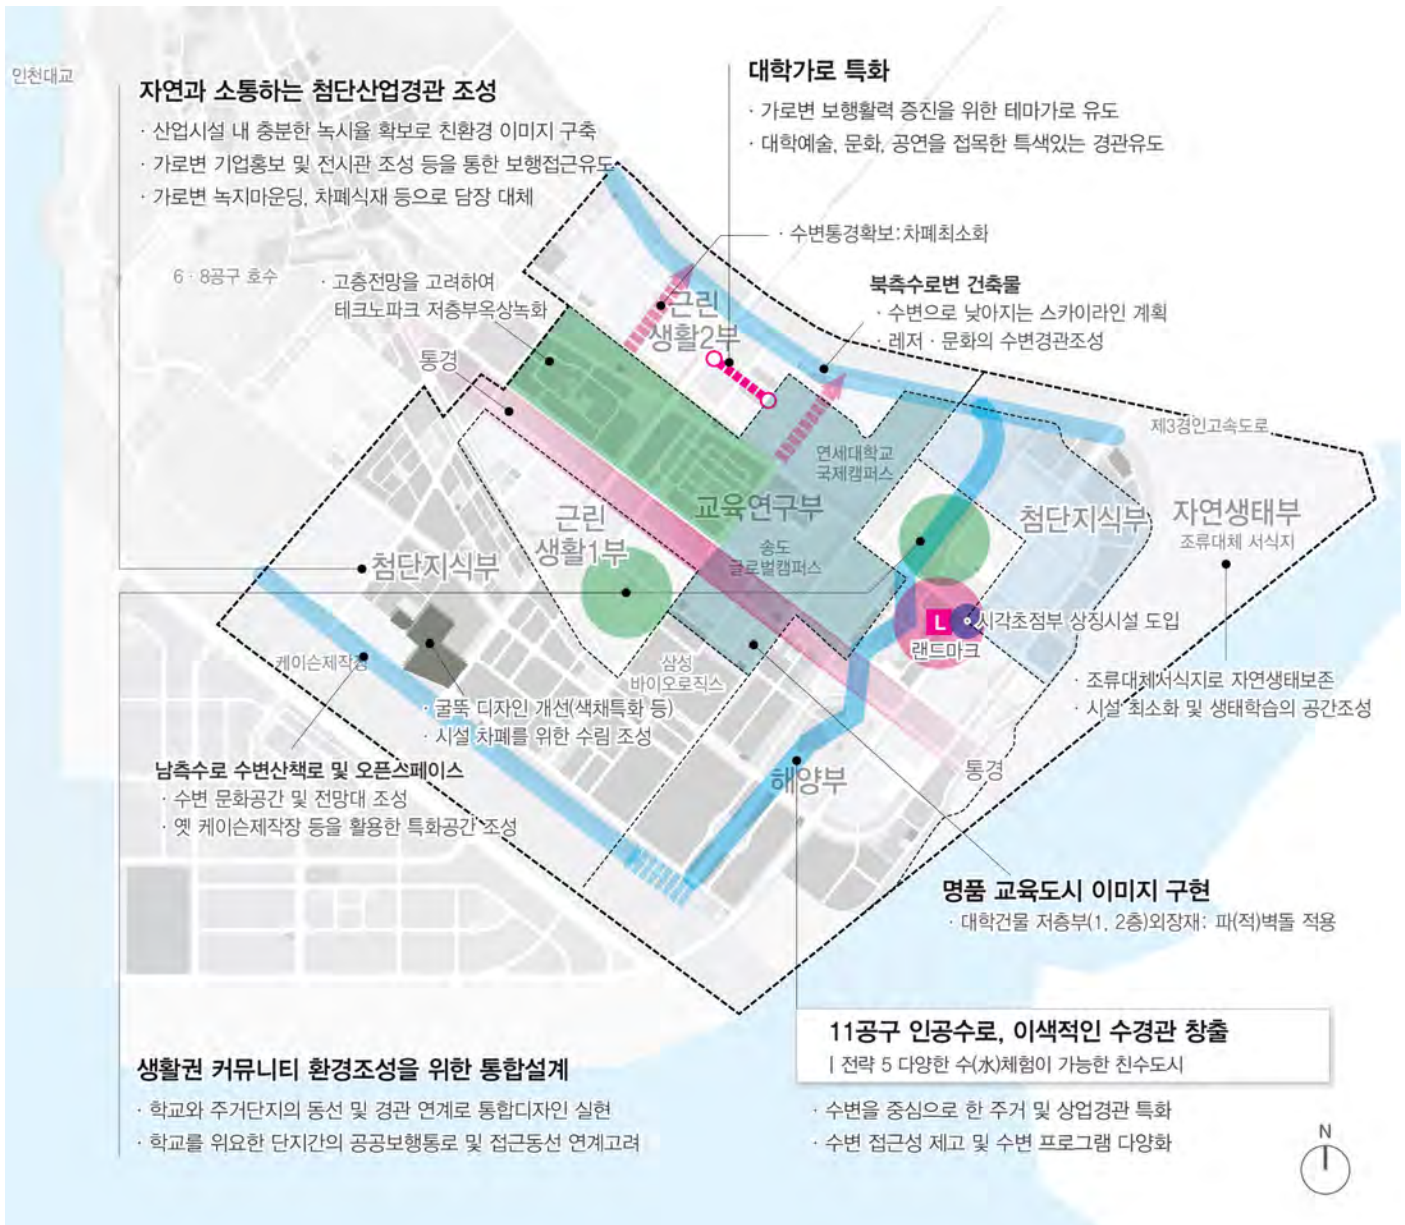 인천대교
자연과 소통하는 첨단산업경관 조성
· 산업시설 내 충분한 녹시율 확보로 친환경 이미지 구축
· 가로변 기업홍보 및 전시관 조성 등을 통한 보행접근유도
· 가로변 녹지마운딩, 차폐식재 등으로 담장 대체
대학가로 특화
· 가로변 보행활력 증진을 위한 테마가로 유도
· 대학예술, 문화, 공연을 접목한 특색있는 경관유도
· 수변통경확보:차폐최소화
6 · 8공구 호수
· 고층전망을 고려하여
테크노파크 저층부옥상녹화
북측수로변 건축물
· 수변으로 낮아지는 스카이라인 계획
· 레저 · 문화의 수변경관조성
근린
생활2부
통경
제3경인고속도로
연세대학교
국제캠퍼스
교육연구부
근린
생활1부
송도
글로벌캠퍼스
첨단지식부
자연생태부
조류대체 서식지
첨단지식부
L
랜드마크
시각초점부 상징시설 도입
케이슨제작장
삼성
바이오로직스
· 굴뚝 디자인 개선(색채특화 등)
· 시설 차폐를 위한 수림 조성
· 조류대체서식지로 자연생태보존
· 시설 최소화 및 생태학습의 공간조성
남측수로 수변산책로 및 오픈스페이스
· 수변 문화공간 및 전망대 조성
· 옛 케이슨제작장 등을 활용한 특화공간 조성
해양부
통경
명품 교육도시 이미지 구현
· 대학건물 저층부(1, 2층)외장재: 파(적)벽돌 적용
11공구 인공수로, 이색적인 수경관 창출
| 전략 5 다양한 수(水)체험이 가능한 친수도시
· 수변을 중심으로 한 주거 및 상업경관 특화
· 수변 접근성 제고 및 수변 프로그램 다양화
생활권 커뮤니티 환경조성을 위한 통합설계
· 학교와 주거단지의 동선 및 경관 연계로 통합디자인 실현
· 학교를 위요한 단지간의 공공보행통로 및 접근동선 연계고려
N